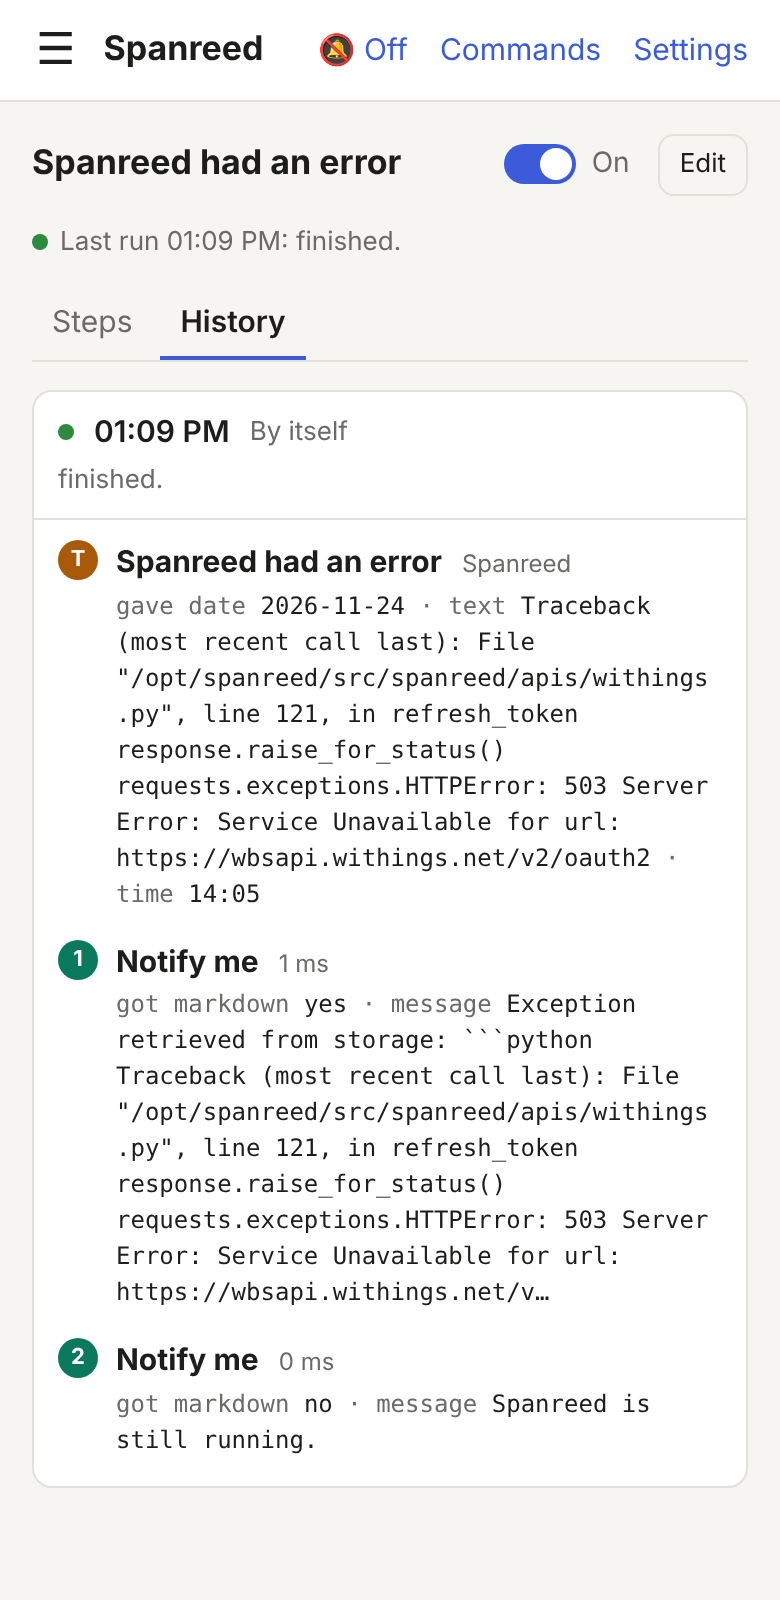 ☰ Spanreed 🔕 Off Commands Settings
Spanreed had an error On Edit
Last run 01:09 PM: finished.
Steps History
01:09 PM By itself
finished.
T Spanreed had an error Spanreed
gave date 2026-11-24 · text Traceback
(most recent call last): File
"/opt/spanreed/src/spanreed/apis/withings
.py", line 121, in refresh_token
response.raise_for_status()
requests.exceptions.HTTPError: 503 Server
Error: Service Unavailable for url:
https://wbsapi.withings.net/v2/oauth2 ·
time 14:05
1 Notify me 1 ms
got markdown yes · message Exception
retrieved from storage: ```python
Traceback (most recent call last): File
"/opt/spanreed/src/spanreed/apis/withings
.py", line 121, in refresh_token
response.raise_for_status()
requests.exceptions.HTTPError: 503 Server
Error: Service Unavailable for url:
https://wbsapi.withings.net/v…
2 Notify me 0 ms
got markdown no · message Spanreed is
still running.